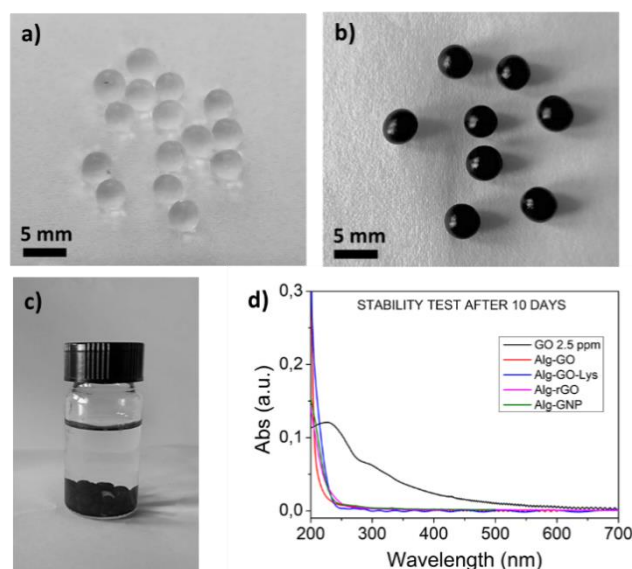 a)
5 mm
b)
5 mm
c)
d)
STABILITY TEST AFTER 10 DAYS
GO 2.5 ppm
Alg-GO
Alg-GO-Lys
Alg-rGO
Alg-GNP
0,3
0,2
0,1
0,0
Abs (a.u.)
200 300 400 500 600 700
Wavelength (nm)